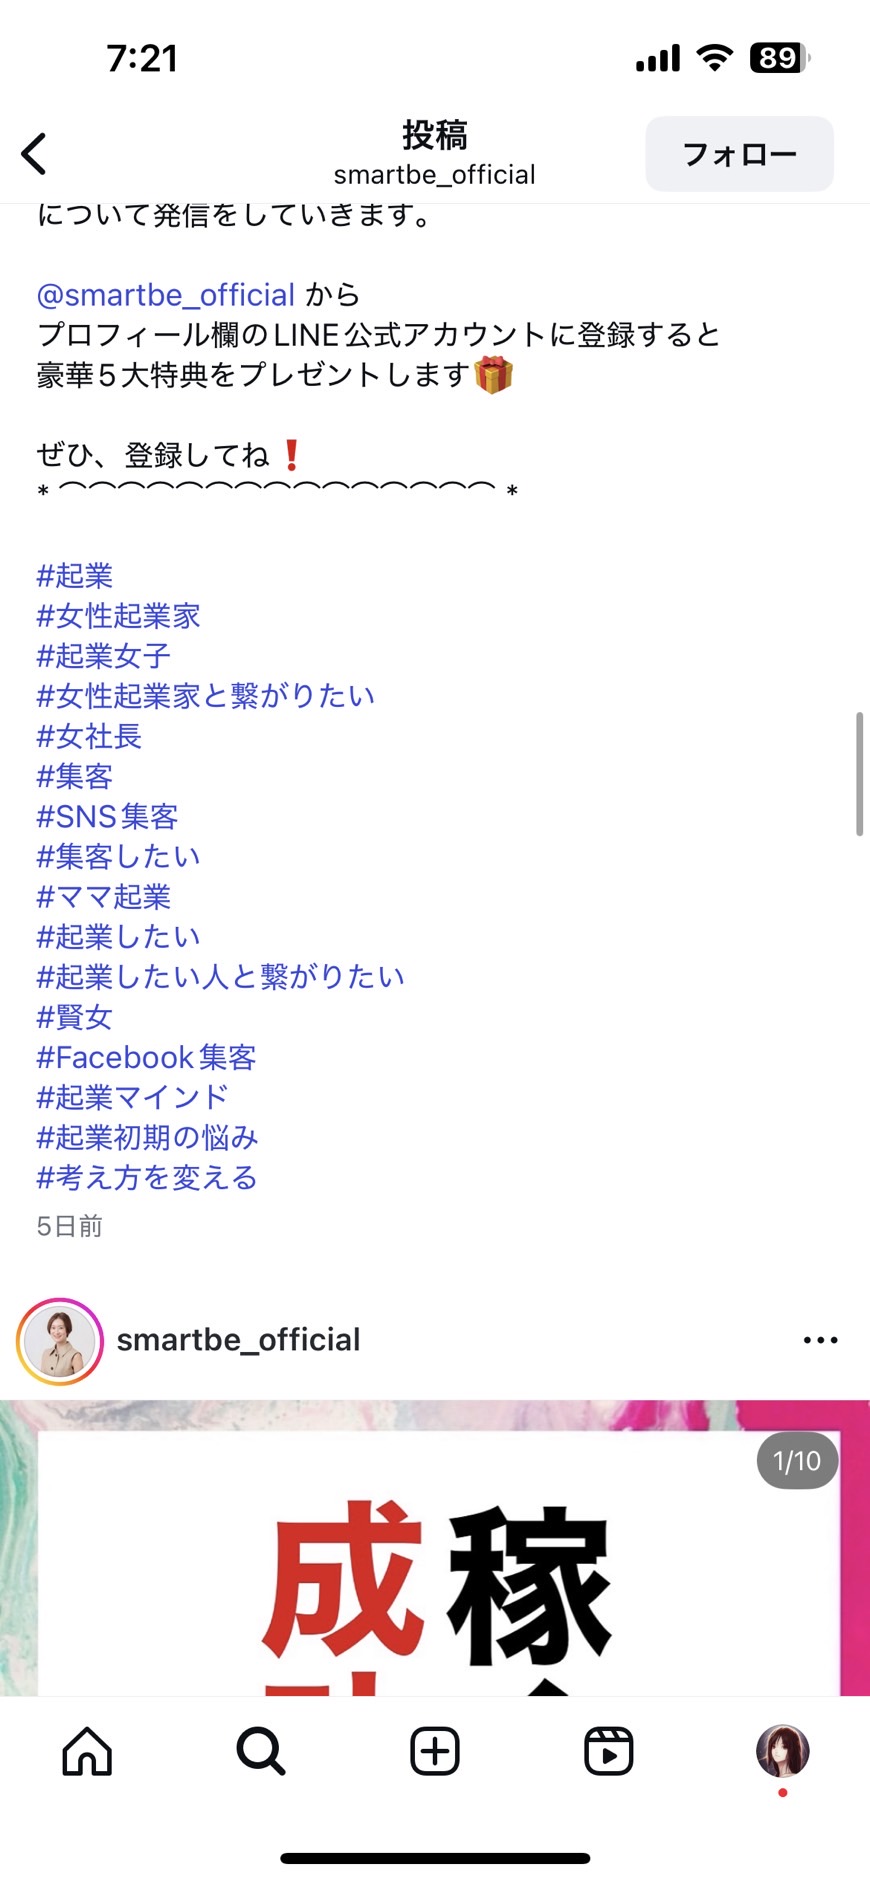 7:21
89
投稿
smartbe_official
フォロー
について発信をしていきます。
@smartbe_official から
プロフィール欄のLINE公式アカウントに登録すると
豪華5大特典をプレゼントします🎁
ぜひ、登録してね❗
* ⌒⌒⌒⌒⌒⌒⌒⌒⌒⌒⌒⌒⌒⌒⌒ *
#起業
#女性起業家
#起業女子
#女性起業家と繋がりたい
#女社長
#集客
#SNS集客
#集客したい
#ママ起業
#起業したい
#起業したい人と繋がりたい
#賢女
#Facebook集客
#起業マインド
#起業初期の悩み
#考え方を変える
5日前
smartbe_official
1/10
稼
成